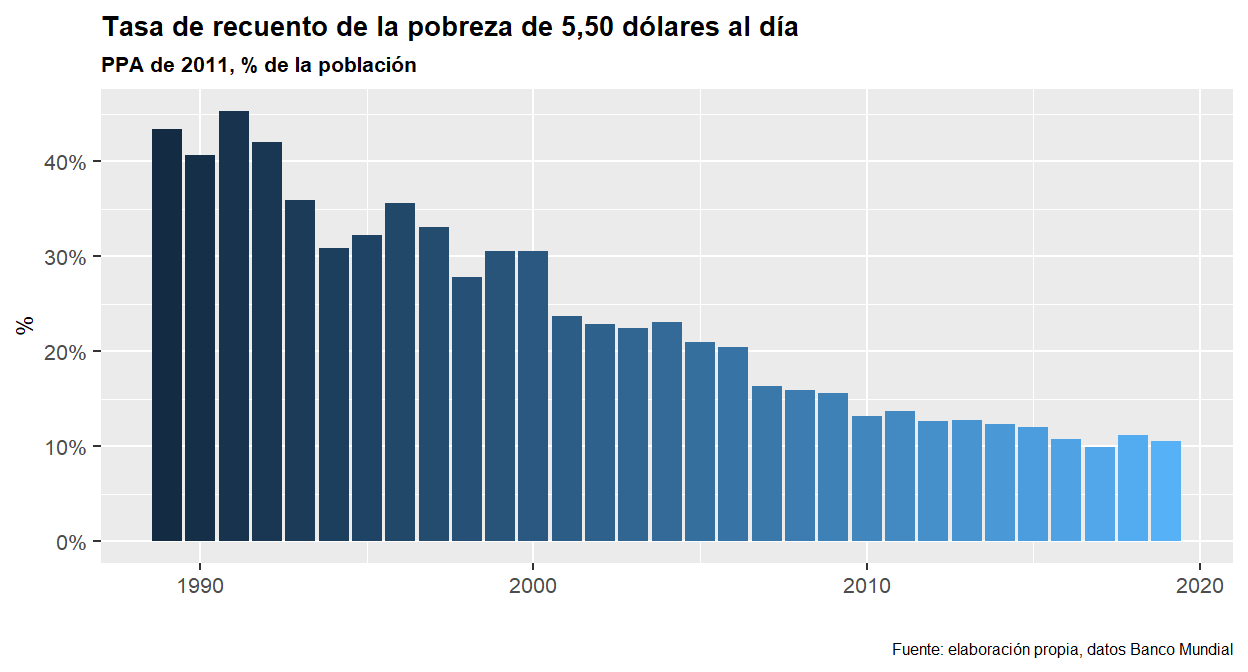 Tasa de recuento de la pobreza de 5,50 dólares al día
PPA de 2011, % de la población
40%
30%
20%
10%
0%
%
1990 2000 2010 2020
Fuente: elaboración propia, datos Banco Mundial